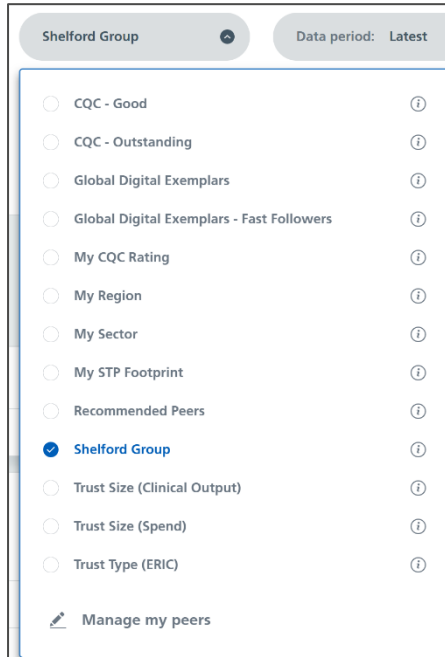 Shelford Group
Data period: Latest
CQC - Good
CQC - Outstanding
Global Digital Exemplars
Global Digital Exemplars - Fast Followers
My CQC Rating
My Region
My Sector
My STP Footprint
Recommended Peers
Shelford Group
Trust Size (Clinical Output)
Trust Size (Spend)
Trust Type (ERIC)
Manage my peers